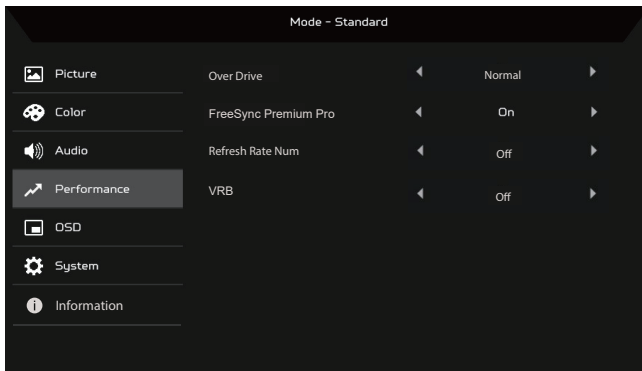 Mode - Standard
Picture
Over Drive Normal
Color
FreeSync Premium Pro On
Audio
Refresh Rate Num Off
Performance
VRB Off
OSD
System
Information